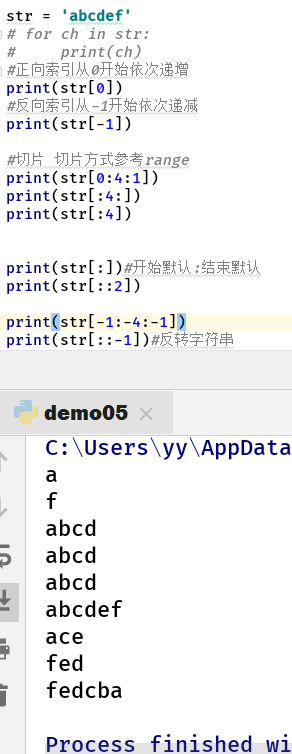 str = 'abcdef'
# for ch in str:
#     print(ch)
#正向索引从0开始依次递增
print(str[0])
#反向索引从-1开始依次递减
print(str[-1])
#切片 切片方式参考range
print(str[0:4:1])
print(str[:4:])
print(str[:4])
print(str[:])#开始默认:结束默认
print(str[::2])
print(str[-1:-4:-1])
print(str[::-1])#反转字符串
demo05
C:\Users\yy\AppData
a
f
abcd
abcd
abcd
abcdef
ace
fed
fedcba
Process finished wi